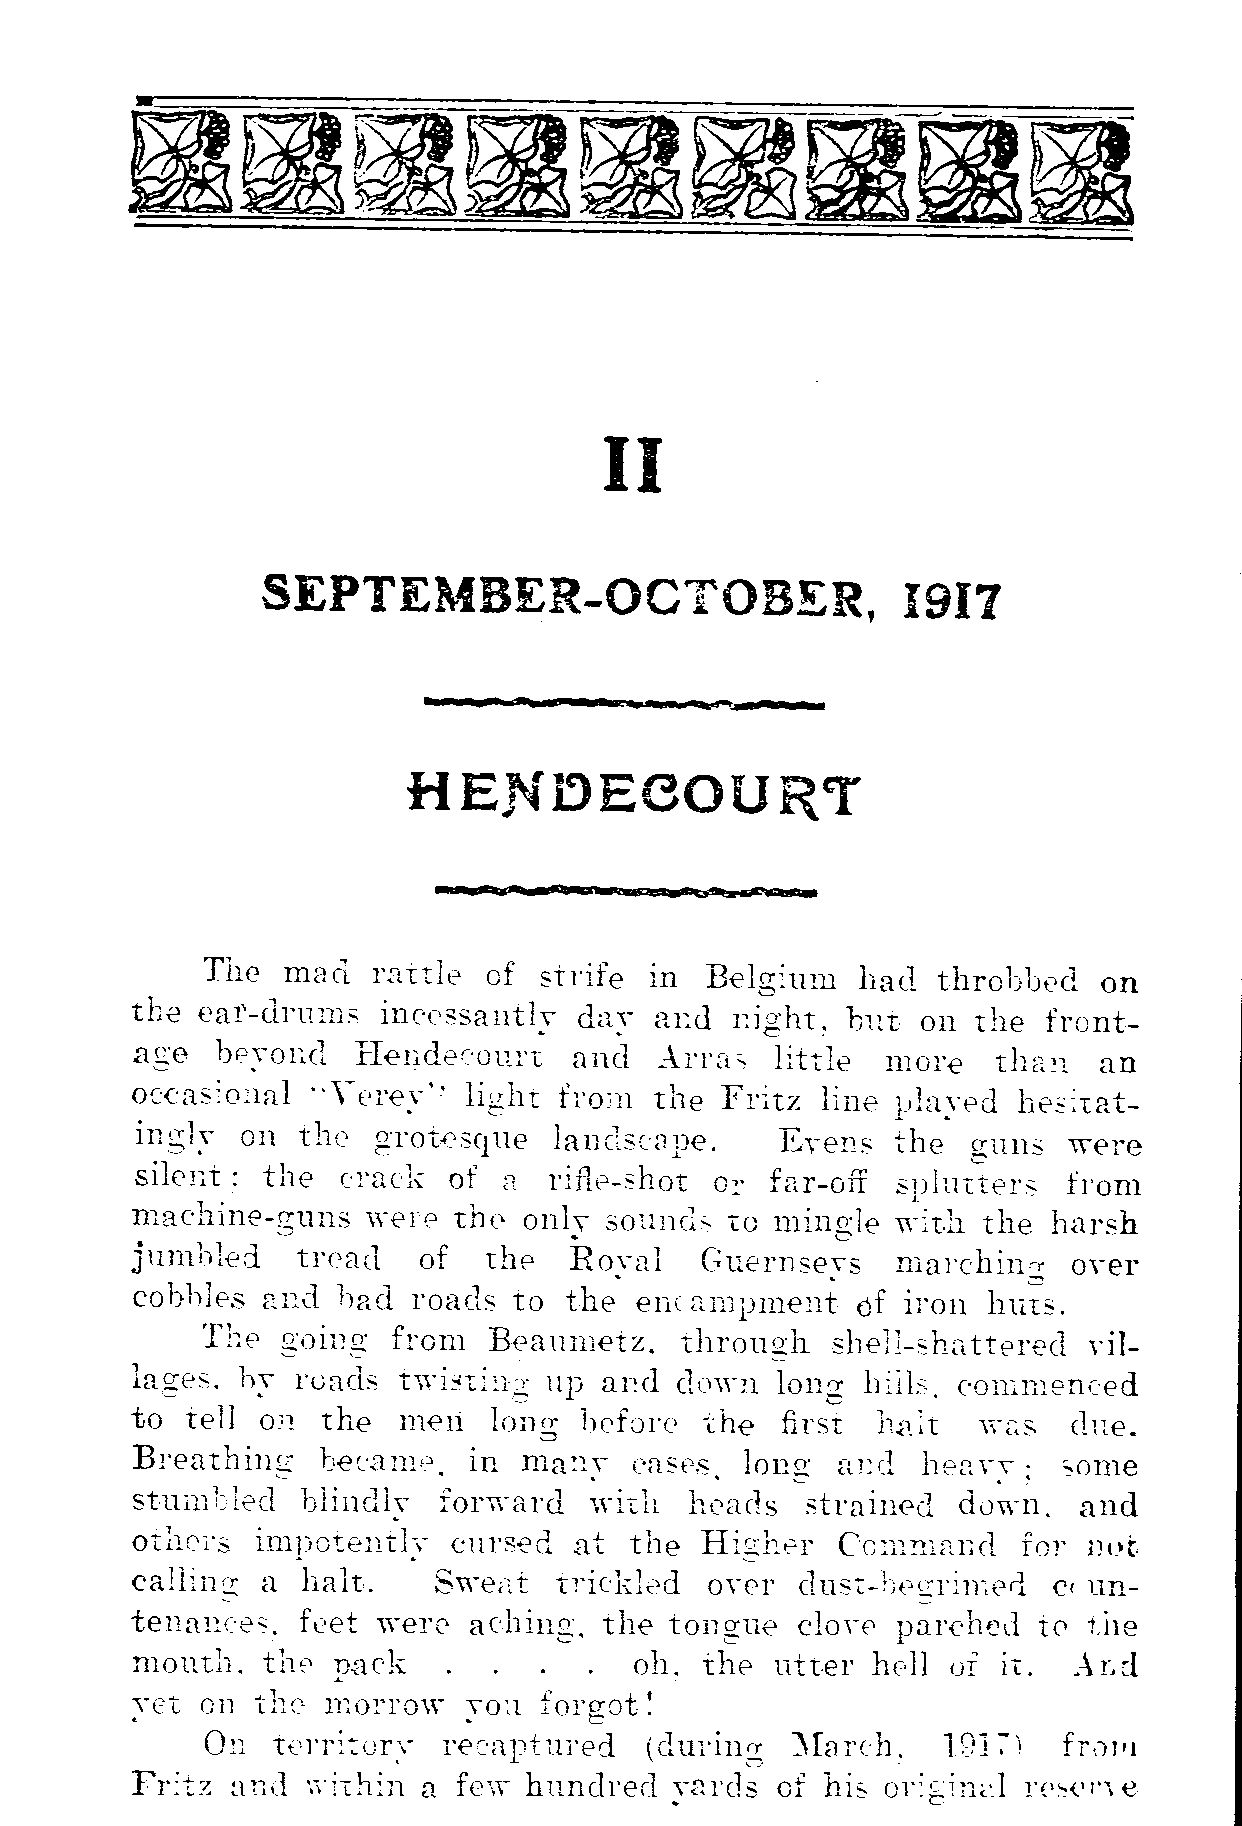 II
SEPTEMBER-OCTOBER, 1917
HENDECOURT
The mad rattle of strife in Belgium had throbbed on
the ear-drums incessantly day and night, but on the front-
age beyond Hendecourt and Arras little more than an
occasional "Verey" light from the Fritz line played hesitat-
ingly on the grotesque landscape. Evens the guns were
silent; the crack of a rifle-shot or far-off splutters from
machine-guns were the only sounds to mingle with the harsh
jumbled tread of the Royal Guernseys marching over
cobbles and bad roads to the encampment of iron huts.
The going from Beaumetz, through shell-shattered vil-
lages, by roads twisting up and down long hills, commenced
to tell on the men long before the first halt was due.
Breathing became, in many cases, long and heavy; some
stumbled blindly forward with heads strained down, and
others impotently cursed at the Higher Command for not
calling a halt. Sweat trickled over dust-begrimed coun-
tenances, feet were aching, the tongue clove parched to the
mouth, the pack . . . . oh, the utter hell of it. And
yet on the morrow you forgot!
On territory recaptured (during March, 1917) from
Fritz and within a few hundred yards of his original reserve